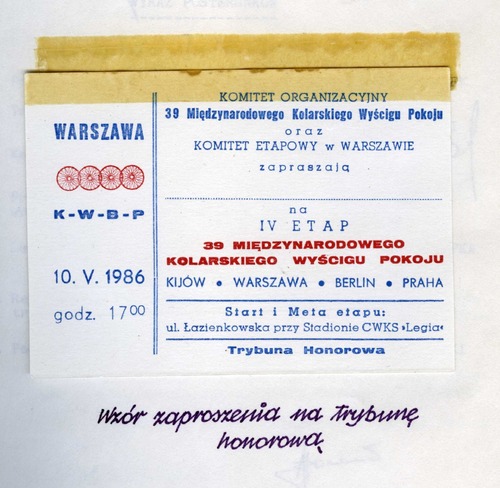 KOMITET ORGANIZACYJNY
39 Międzynarodowego Kolarskiego Wyścigu Pokoju
oraz
KOMITET ETAPOWY w WARSZAWIE
zapraszają
na
IV ETAP
39 MIĘDZYNARODOWEGO
KOLARSKIEGO WYŚCIGU POKOJU
KIJÓW • WARSZAWA • BERLIN • PRAHA
Start i Meta etapu:
ul. Łazienkowska przy Stadionie CWKS »Legia«
Trybuna Honorowa
WARSZAWA
K-W-B-P
10. V. 1986
godz. 17⁰⁰
Wzór zaproszenia na trybunę
honorową